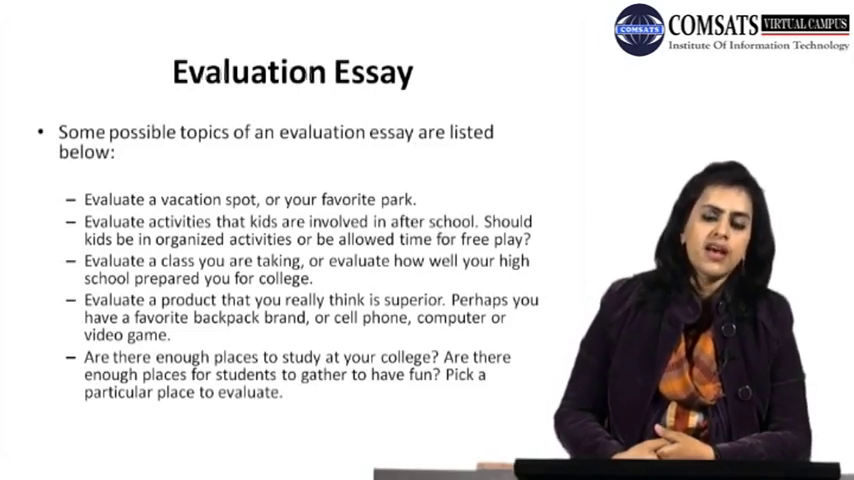 COMSATS VIRTUAL CAMPUS
COMSATS
Institute Of Information Technology
Evaluation Essay
• Some possible topics of an evaluation essay are listed
below:
– Evaluate a vacation spot, or your favorite park.
– Evaluate activities that kids are involved in after school. Should
kids be in organized activities or be allowed time for free play?
– Evaluate a class you are taking, or evaluate how well your high
school prepared you for college.
– Evaluate a product that you really think is superior. Perhaps you
have a favorite backpack brand, or cell phone, computer or
video game.
– Are there enough places to study at your college? Are there
enough places for students to gather to have fun? Pick a
particular place to evaluate.